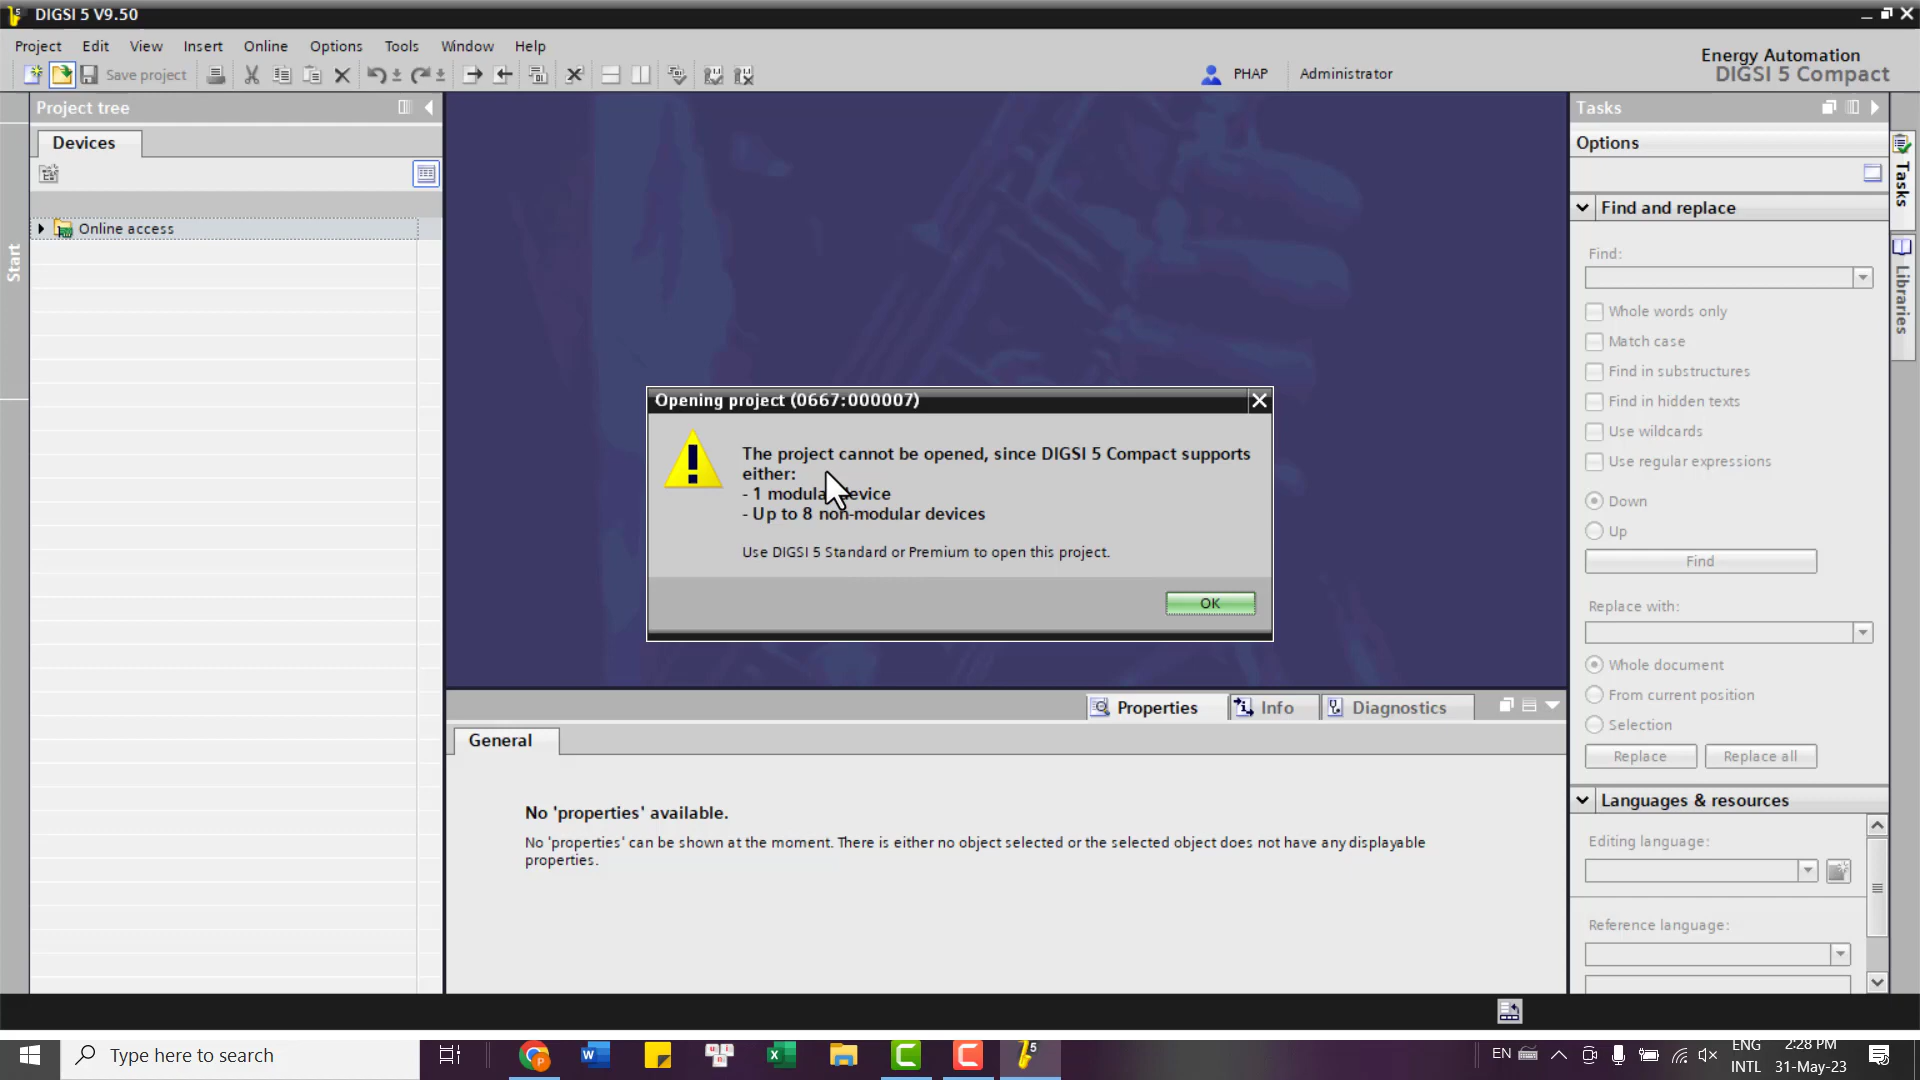 DIGSI 5 V9.50
Project Edit View Insert Online Options Tools Window Help
Energy Automation
DIGSI 5 Compact
Save project
PHAP
Administrator
Project tree
Devices
Start
Online access
Opening project (0667:000007)
The project cannot be opened, since DIGSI 5 Compact supports
either:
- 1 modular device
- Up to 8 non-modular devices
Use DIGSI 5 Standard or Premium to open this project.
OK
Properties
Info
Diagnostics
General
No 'properties' available.
No 'properties' can be shown at the moment. There is either no object selected or the selected object does not have any displayable
properties.
Tasks
Options
Find and replace
Find:
Whole words only
Match case
Find in substructures
Find in hidden texts
Use wildcards
Use regular expressions
Down
Up
Find
Replace with:
Whole document
From current position
Selection
Replace
Replace all
Languages & resources
Editing language:
Reference language:
Tasks
Libraries
Type here to search
EN
ENG
INTL
2:28 PM
31-May-23